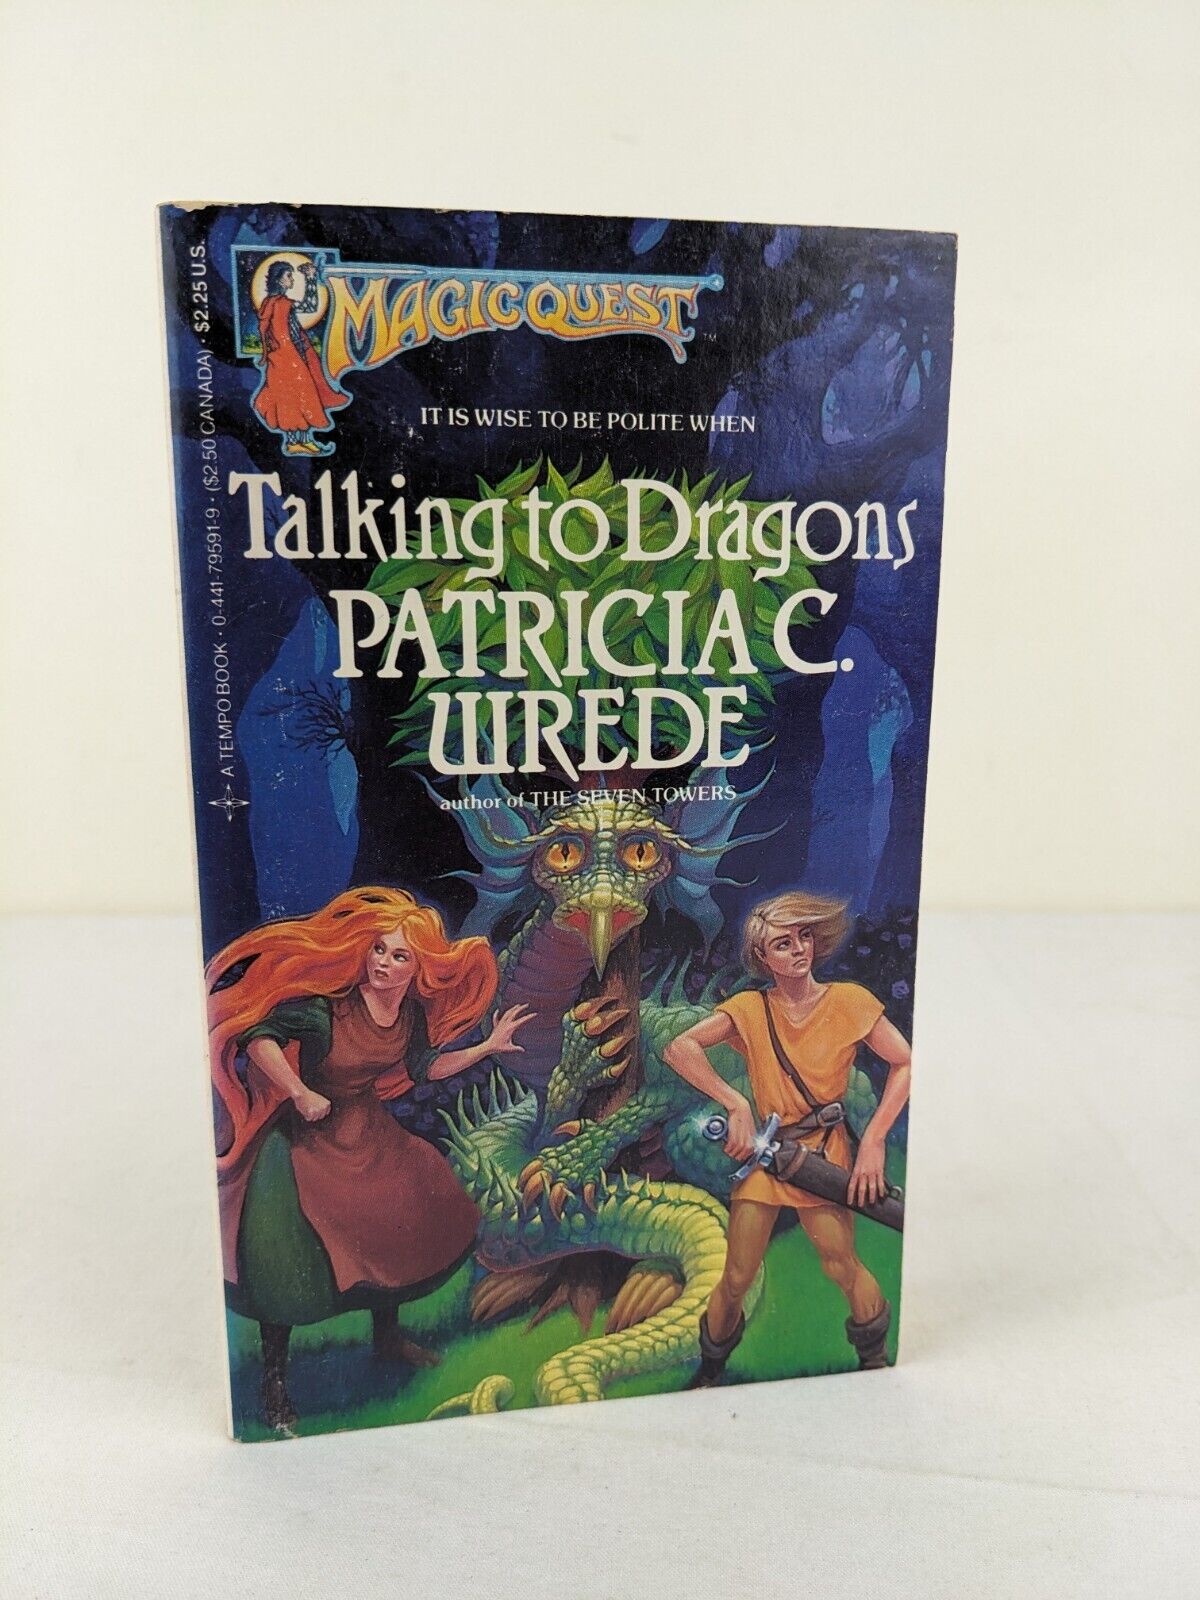 MAGICQUEST™
IT IS WISE TO BE POLITE WHEN
Talking to Dragons
PATRICIA C.
WREDE
author of THE SEVEN TOWERS
A TEMPO BOOK · 0-441-79591-9 · ($2.50 CANADA) · $2.25 U.S.